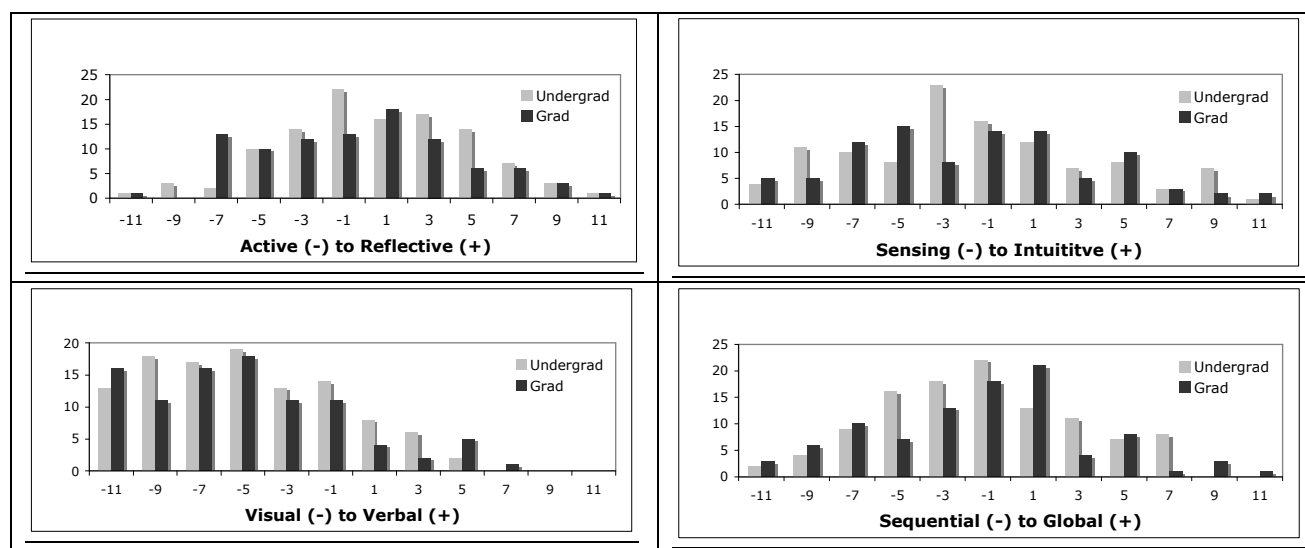 25
20
15
10
5
0
Undergrad
Grad
-11 -9 -7 -5 -3 -1 1 3 5 7 9 11
Active (-) to Reflective (+)
25
20
15
10
5
0
Undergrad
Grad
-11 -9 -7 -5 -3 -1 1 3 5 7 9 11
Sensing (-) to Intuititve (+)
20
15
10
5
0
Undergrad
Grad
-11 -9 -7 -5 -3 -1 1 3 5 7 9 11
Visual (-) to Verbal (+)
25
20
15
10
5
0
Undergrad
Grad
-11 -9 -7 -5 -3 -1 1 3 5 7 9 11
Sequential (-) to Global (+)